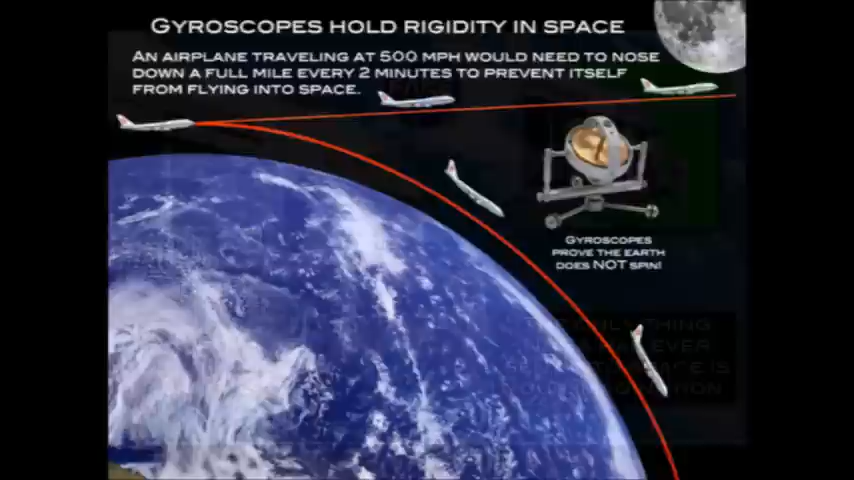 GYROSCOPES HOLD RIGIDITY IN SPACE
AN AIRPLANE TRAVELING AT 500 MPH WOULD NEED TO NOSE
DOWN A FULL MILE EVERY 2 MINUTES TO PREVENT ITSELF
FROM FLYING INTO SPACE.
GYROSCOPES
PROVE THE EARTH
DOES NOT SPIN!